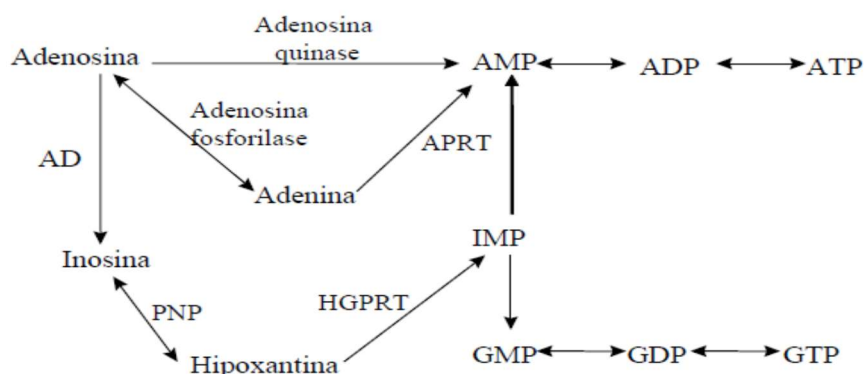 Adenosina
Adenosina
quinase
AMP
ADP
ATP
Adenosina
fosforilase
AD
APRT
Adenina
Inosina
IMP
PNP
HGPRT
Hipoxantina
GMP
GDP
GTP